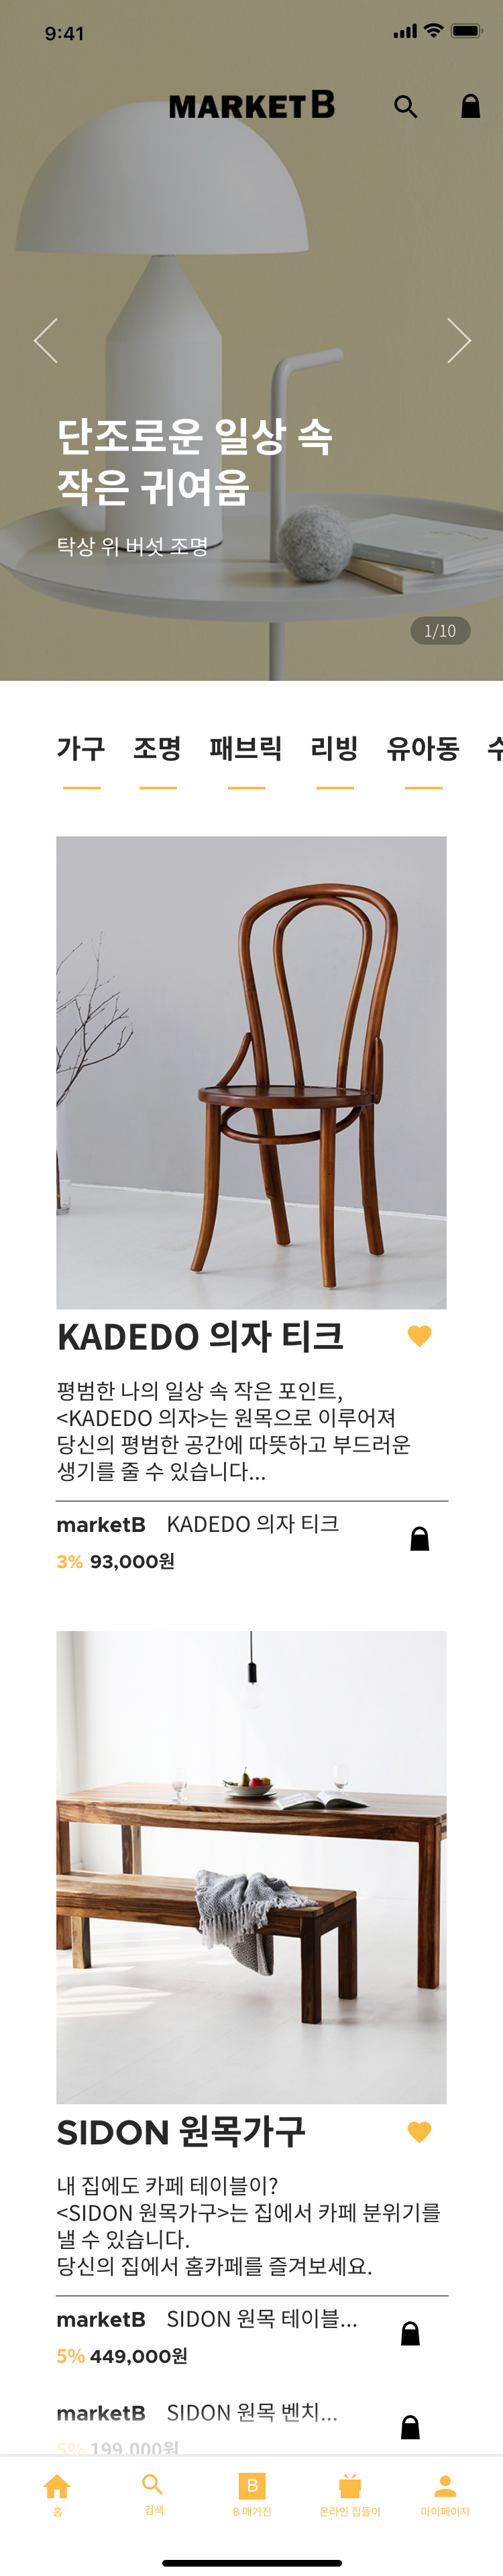 9:41
MARKET B
단조로운 일상 속
작은 귀여움
탁상 위 버섯 조명
1/10
가구 조명 패브릭 리빙 유아동 수
KADEDO 의자 티크
평범한 나의 일상 속 작은 포인트,
<KADEDO 의자>는 원목으로 이루어져
당신의 평범한 공간에 따뜻하고 부드러운
생기를 줄 수 있습니다...
marketB KADEDO 의자 티크
3% 93,000원
SIDON 원목가구
내 집에도 카페 테이블이?
<SIDON 원목가구>는 집에서 카페 분위기를
낼 수 있습니다.
당신의 집에서 홈카페를 즐겨보세요.
marketB SIDON 원목 테이블...
5% 449,000원
marketB SIDON 원목 벤치...
5% 199,000원
B
홈 검색 B 매거진 온라인 집들이 마이페이지